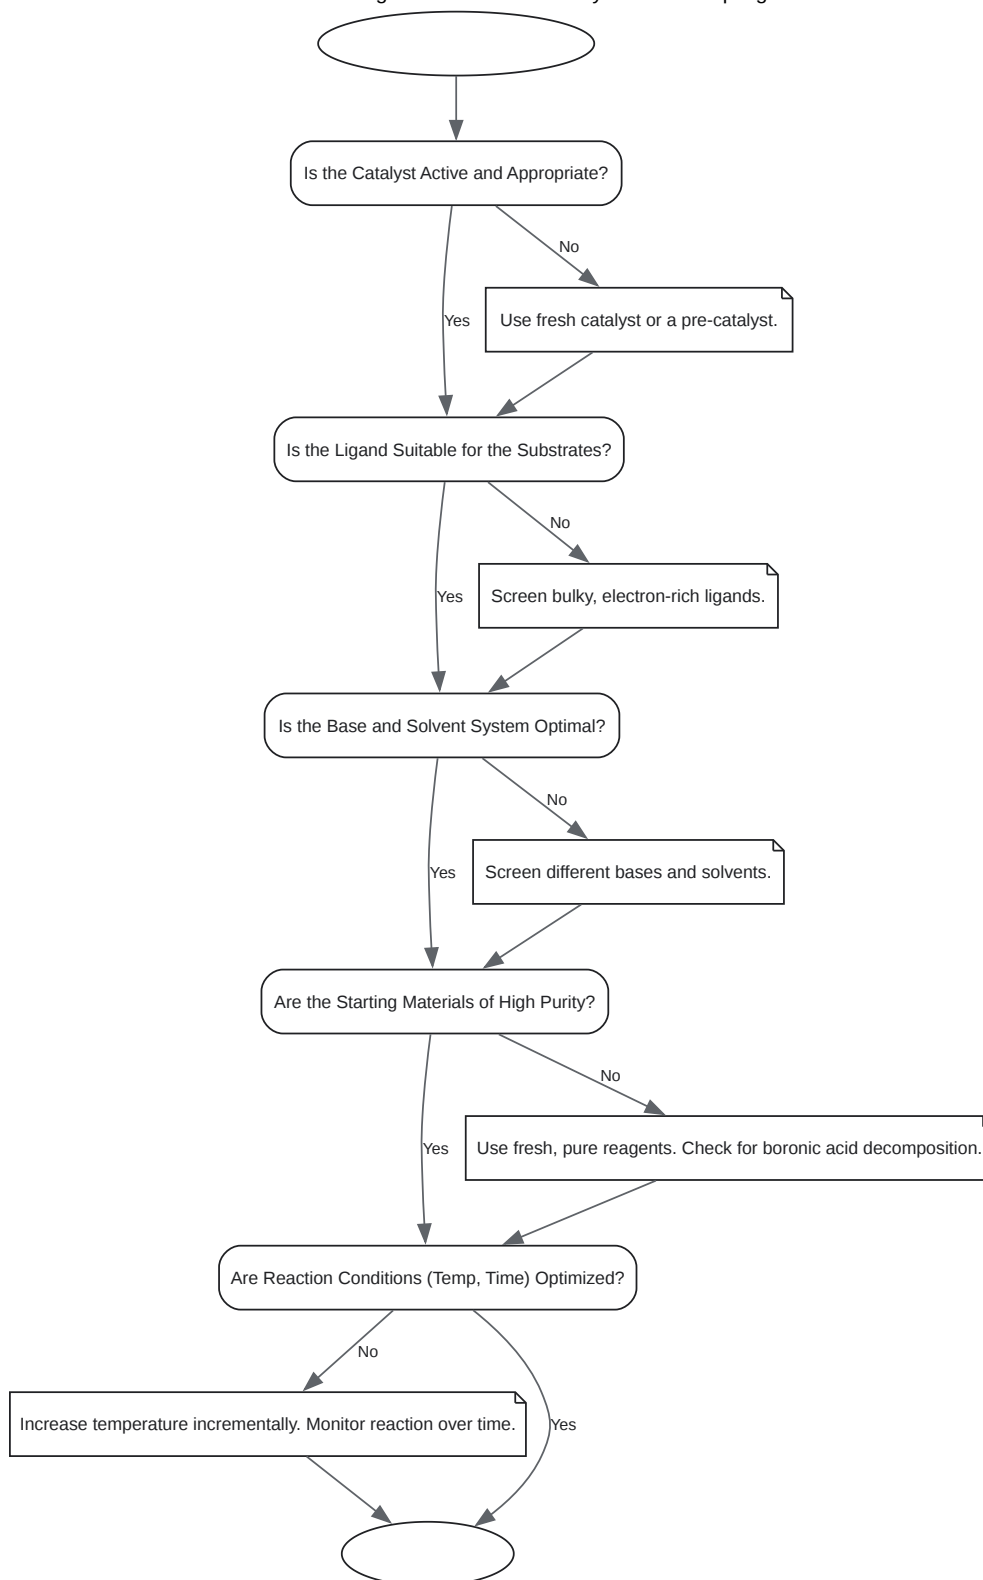 Is the Catalyst Active and Appropriate?
No
Yes
Use fresh catalyst or a pre-catalyst.
Is the Ligand Suitable for the Substrates?
No
Yes
Screen bulky, electron-rich ligands.
Is the Base and Solvent System Optimal?
No
Yes
Screen different bases and solvents.
Are the Starting Materials of High Purity?
No
Yes
Use fresh, pure reagents. Check for boronic acid decomposition.
Are Reaction Conditions (Temp, Time) Optimized?
No
Increase temperature incrementally. Monitor reaction over time.
Yes